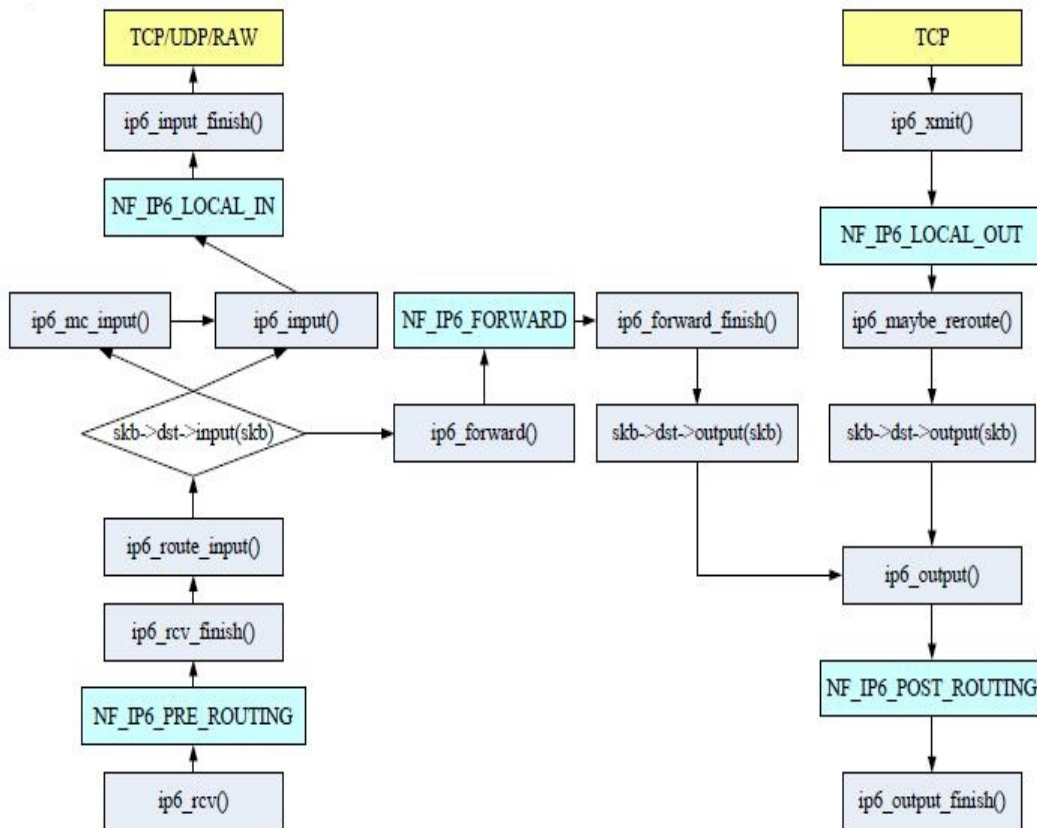 TCP/UDP/RAW
TCP
ip6_input_finish()
ip6_xmit()
NF_IP6_LOCAL_IN
NF_IP6_LOCAL_OUT
ip6_mc_input()
ip6_input()
NF_IP6_FORWARD
ip6_forward_finish()
ip6_maybe_reroute()
skb->dst->input(skb)
ip6_forward()
skb->dst->output(skb)
skb->dst->output(skb)
ip6_route_input()
ip6_output()
ip6_rcv_finish()
NF_IP6_PRE_ROUTING
NF_IP6_POST_ROUTING
ip6_rcv()
ip6_output_finish()